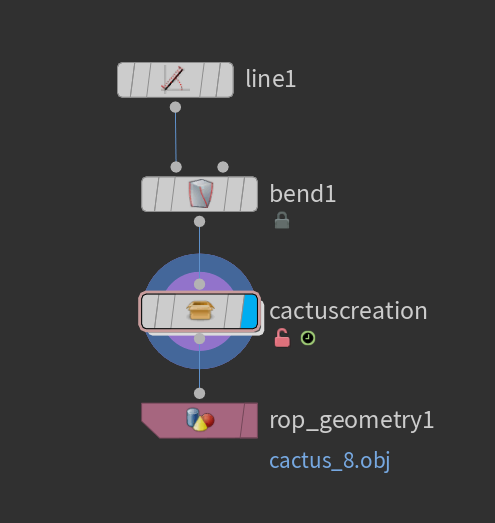 line1
bend1
cactuscreation
rop_geometry1
cactus_8.obj